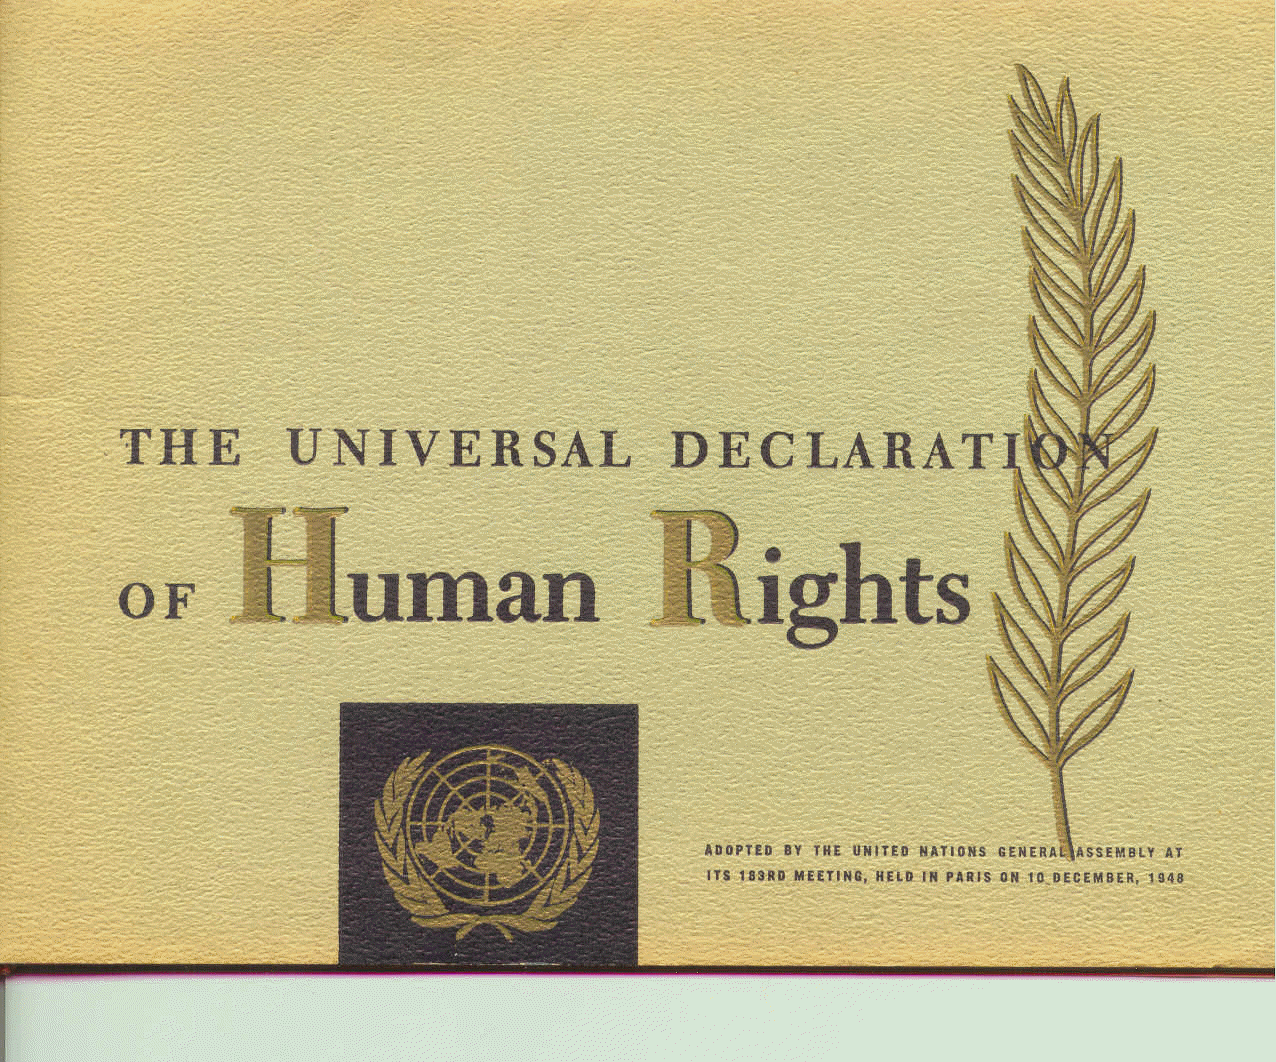 THE UNIVERSAL DECLARATION
OF Human Rights
ADOPTED BY THE UNITED NATIONS GENERAL ASSEMBLY AT
ITS 183RD MEETING, HELD IN PARIS ON 10 DECEMBER, 1948